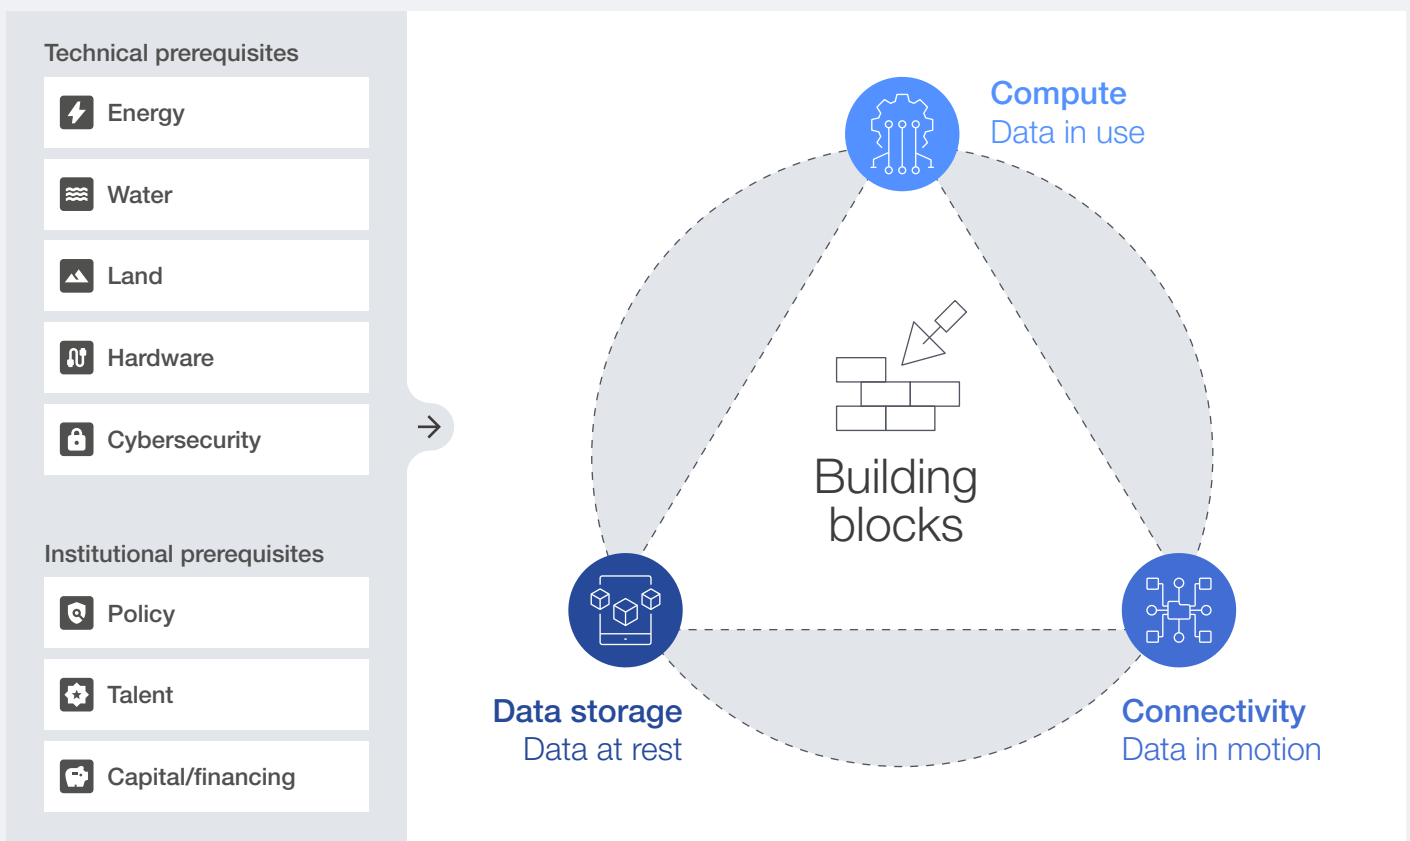 Technical prerequisites
Energy
Water
Land
Hardware
Cybersecurity
Institutional prerequisites
Policy
Talent
Capital/financing
Compute
Data in use
Building
blocks
Data storage
Data at rest
Connectivity
Data in motion